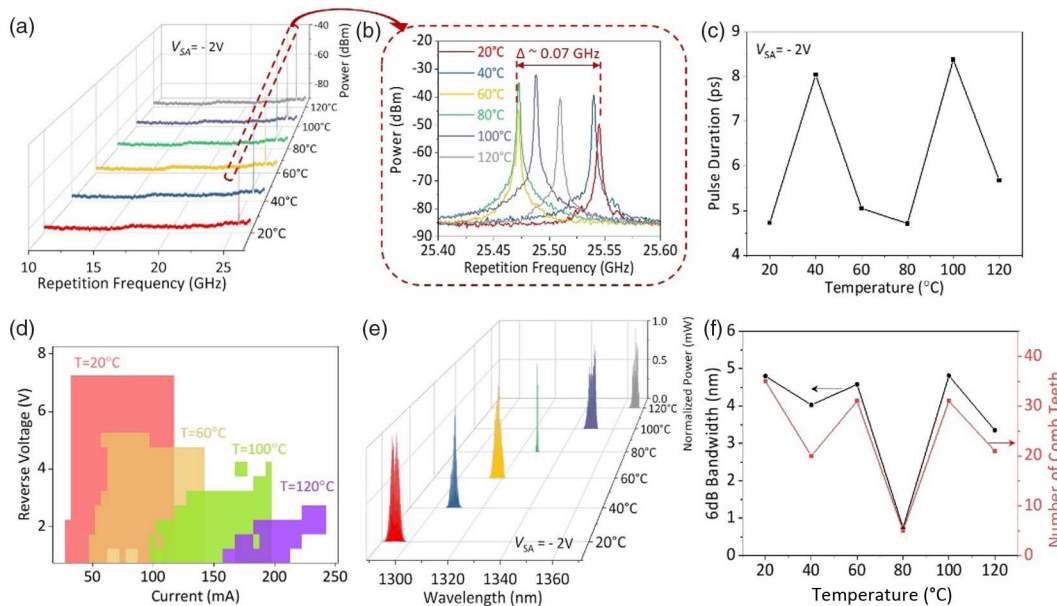 (a)
V_SA = - 2V
-40
-60
-80
Power (dBm)
120°C
100°C
80°C
60°C
40°C
20°C
10
15
20
25
Repetition Frequency (GHz)
(b)
-20
-30
-40
-50
-60
-70
-80
-90
Power (dBm)
20°C
40°C
60°C
80°C
100°C
120°C
Δ ~ 0.07 GHz
25.40
25.45
25.50
25.55
25.60
Repetition Frequency (GHz)
(c)
V_SA= - 2V
9
8
7
6
5
4
Pulse Duration (ps)
20
40
60
80
100
120
Temperature (°C)
(d)
8
6
4
2
Reverse Voltage (V)
T=20°C
T=60°C
T=100°C
T=120°C
50
100
150
200
250
Current (mA)
(e)
1.0
0.5
0.0
Normalized Power (mW)
120°C
100°C
80°C
60°C
40°C
20°C
V_SA = - 2V
1300
1320
1340
1360
Wavelength (nm)
(f)
6
5
4
3
2
1
0
6dB Bandwidth (nm)
40
30
20
10
0
Number of Comb Teeth
20
40
60
80
100
120
Temperature (°C)